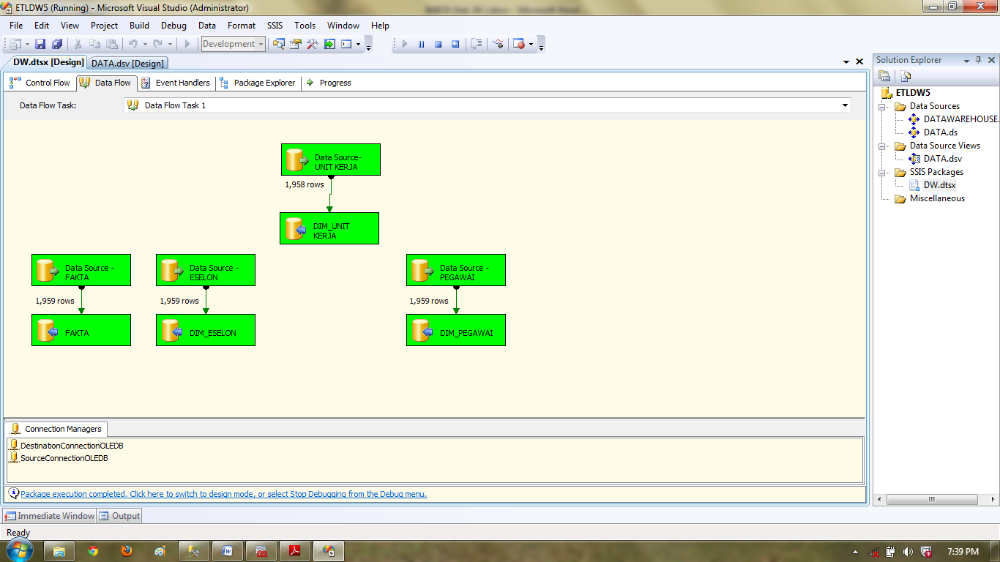 ETLDW5 (Running) - Microsoft Visual Studio (Administrator)
File Edit View Project Build Debug Data Format SSIS Tools Window Help
Development
DW.dtsx [Design] DATA.dsv [Design]
Control Flow Data Flow Event Handlers Package Explorer Progress
Data Flow Task: Data Flow Task 1
Data Source-
UNIT KERJA
1,958 rows
DIM_UNIT
KERJA
Data Source -
FAKTA
1,959 rows
FAKTA
Data Source -
ESELON
1,959 rows
DIM_ESELON
Data Source -
PEGAWAI
1,959 rows
DIM_PEGAWAI
Connection Managers
DestinationConnectionOLEDB
SourceConnectionOLEDB
Package execution completed. Click here to switch to design mode, or select Stop Debugging from the Debug menu.
Solution Explorer
ETLDW5
Data Sources
DATAWAREHOUSE.
DATA.ds
Data Source Views
DATA.dsv
SSIS Packages
DW.dtsx
Miscellaneous
Immediate Window Output
Ready
7:39 PM